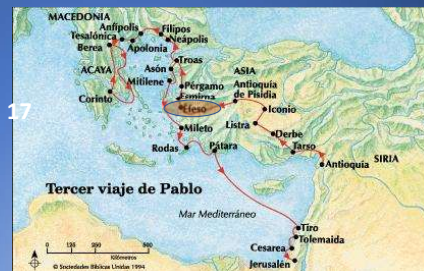 MACEDONIA
Anfípolis
Filipos
Tesalónica
Neápolis
Berea
Apolonia
Troas
Asón
ACAYA
Mitilene
Pérgamo
ASIA
Antioquía
de Pisidia
Esmirna
Efeso
Iconio
17
Corinto
Listra
Derbe
Mileto
Tarso
SIRIA
Rodas
Pátara
Antioquía
Tercer viaje de Pablo
Mar Mediterráneo
Tiro
Tolemaida
Cesarea
Jerusalén
Kilómetros
© Sociedades Bíblicas Unidas 1994